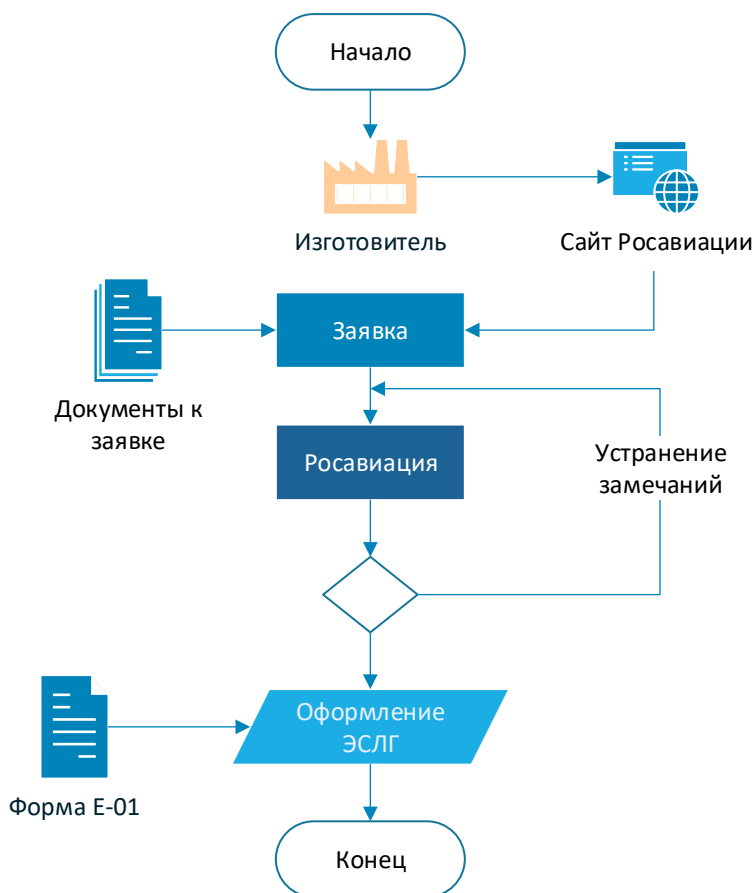 Начало
Изготовитель
Сайт Росавиации
Заявка
Документы к
заявке
Росавиация
Устранение
замечаний
Оформление
ЭСЛГ
Форма Е-01
Конец